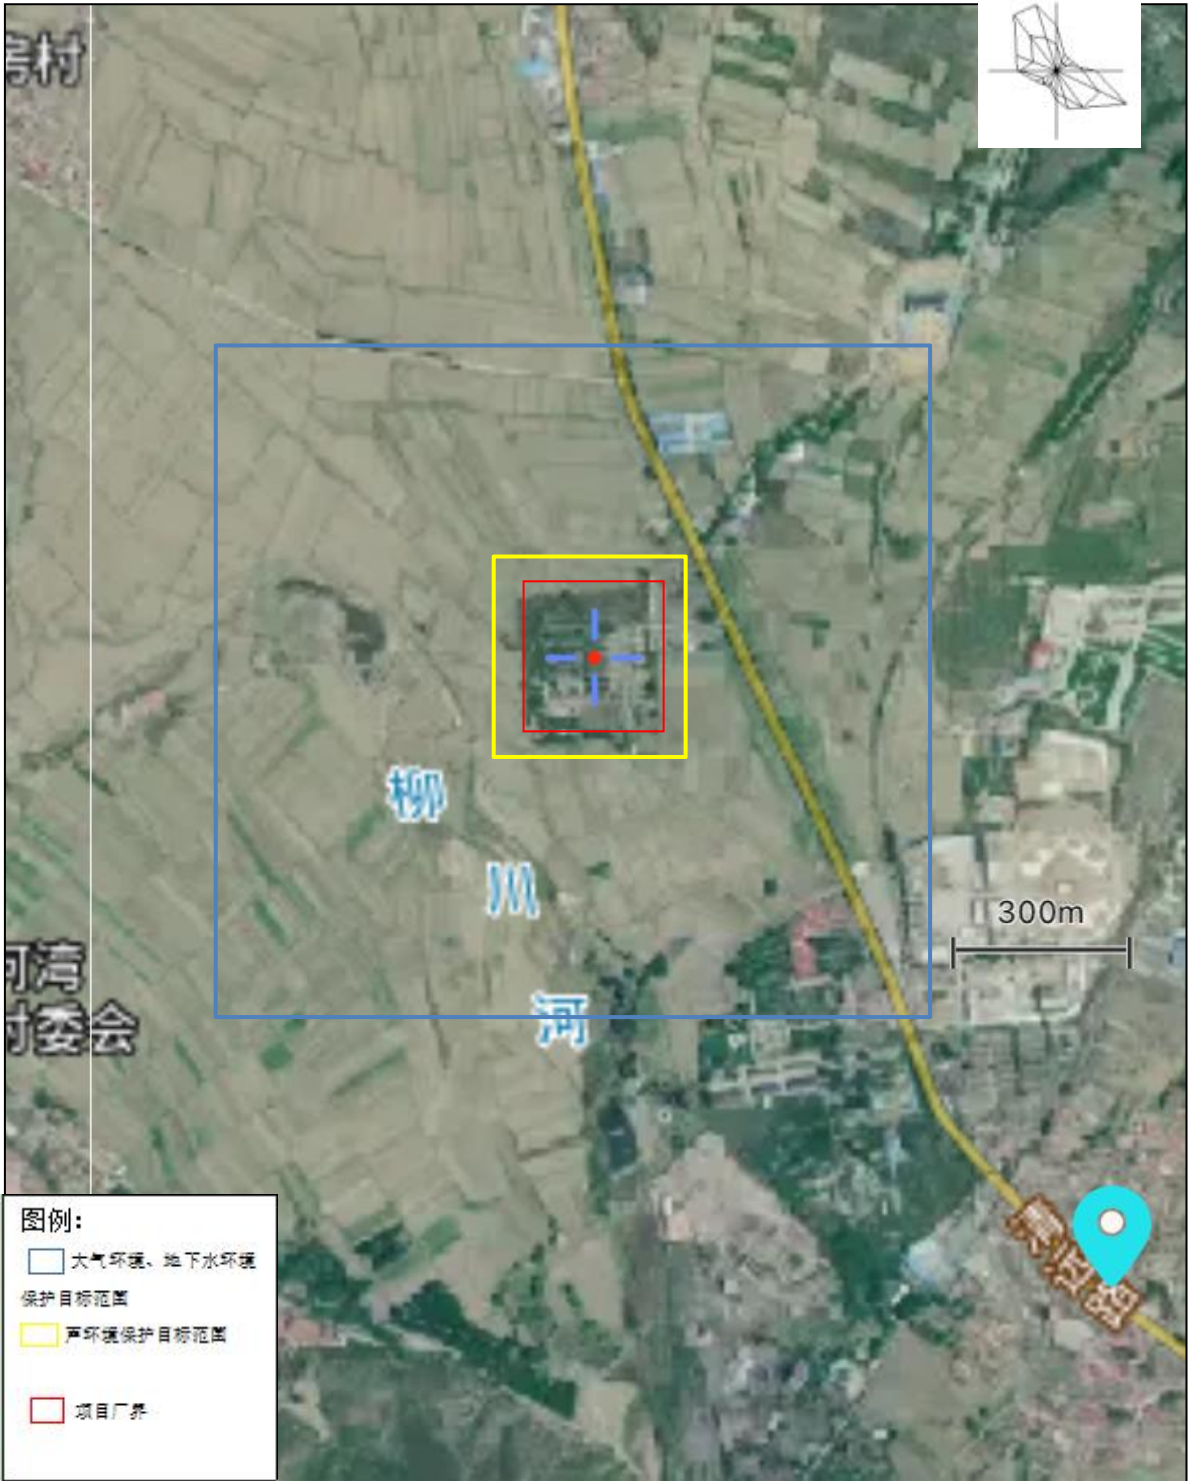 房村
柳
川
300m
河湾
村委会
河
图例：
大气环境、地下水环境
保护目标范围
声环境保护目标范围
项目厂界